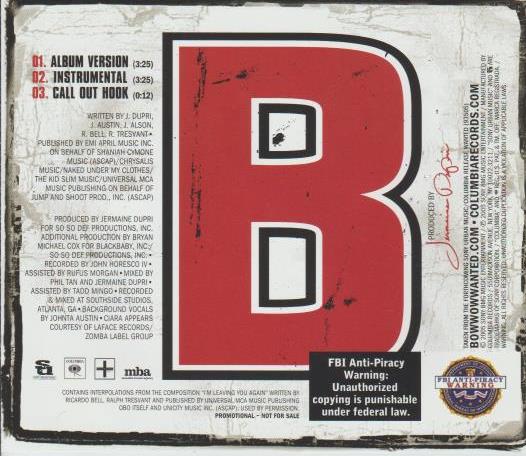 01. ALBUM VERSION (3:25)
02. INSTRUMENTAL (3:25)
03. CALL OUT HOOK (0:12)
WRITTEN BY J. DUPRI,
J. AUSTIN, J. ALSON,
R. BELL, R. TRESVANT •
PUBLISHED BY EMI APRIL MUSIC INC.
ON BEHALF OF SHANIAH CYMONE
MUSIC (ASCAP)/CHRYSALIS
MUSIC/NAKED UNDER MY CLOTHES/
THE KID SLIM MUSIC/UNIVERSAL MCA
MUSIC PUBLISHING ON BEHALF OF
JUMP AND SHOOT PROD., INC. (ASCAP)
PRODUCED BY JERMAINE DUPRI
FOR SO SO DEF PRODUCTIONS, INC.
ADDITIONAL PRODUCTION BY BRYAN
MICHAEL COX FOR BLACKBABY, INC./
SO SO DEF PRODUCTIONS, INC. •
RECORDED BY JOHN HORESCO IV •
ASSISTED BY RUFUS MORGAN • MIXED BY
PHIL TAN AND JERMAINE DUPRI •
ASSISTED BY TADD MINGO • RECORDED
& MIXED AT SOUTHSIDE STUDIOS,
ATLANTA, GA • BACKGROUND VOCALS
BY JOHNTA AUSTIN • CIARA APPEARS
COURTESY OF LAFACE RECORDS/
ZOMBA LABEL GROUP
B
PRODUCED BY
Jermaine Dupri
BOWWOWWANTED.COM • COLUMBIARECORDS.COM
COLUMBIA
mba
FBI Anti-Piracy
Warning:
Unauthorized
copying is punishable
under federal law.
FBI ANTI-PIRACY
WARNING
CONTAINS INTERPOLATIONS FROM THE COMPOSITION "I'M LEAVING YOU AGAIN" WRITTEN BY
RICARDO BELL, RALPH TRESVANT AND PUBLISHED BY UNIVERSAL MCA MUSIC PUBLISHING
OBO ITSELF AND UNICITY MUSIC INC. (ASCAP); USED BY PERMISSION.
PROMOTIONAL – NOT FOR SALE